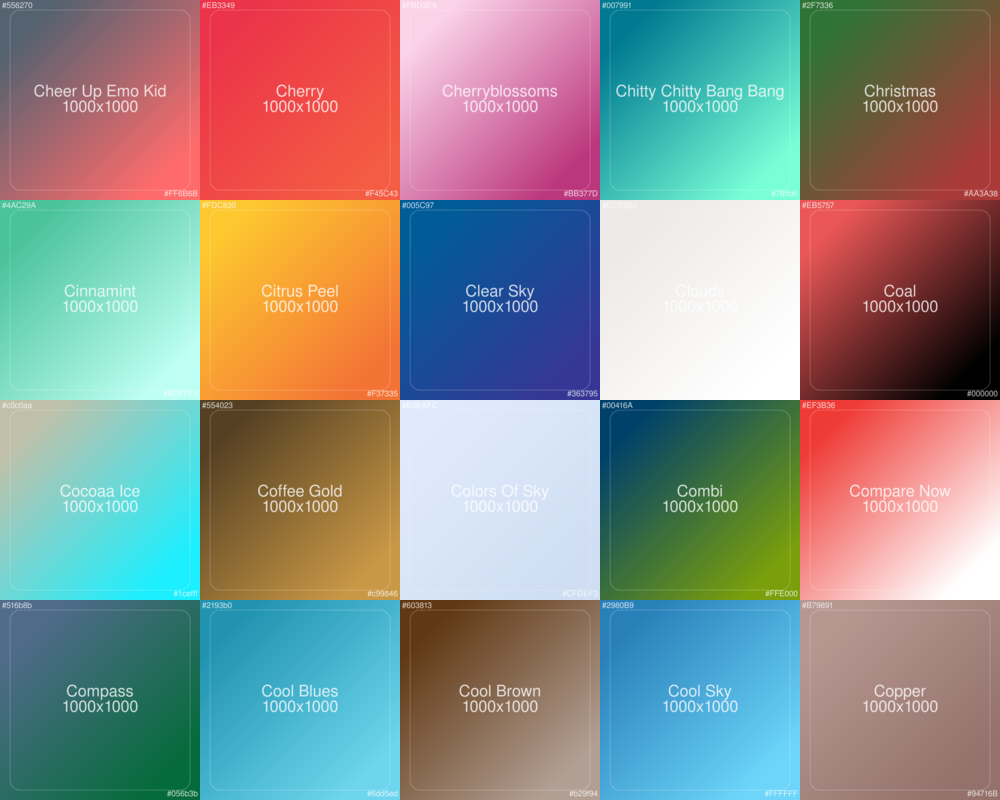 #556270
Cheer Up Emo Kid
1000x1000
#FF6B6B
#EB3349
Cherry
1000x1000
#F45C43
Cherryblossoms
1000x1000
#BB377D
#007991
Chitty Chitty Bang Bang
1000x1000
#78ffd6
#2F7336
Christmas
1000x1000
#AA3A38
#4AC29A
Cinnamint
1000x1000
#FDC830
Citrus Peel
1000x1000
#F37335
#005C97
Clear Sky
1000x1000
#363795
Clouds
1000x1000
#EB5757
Coal
1000x1000
#000000
#c0c0aa
Cocoaa Ice
1000x1000
#1cefff
#554023
Coffee Gold
1000x1000
#c99846
Colors Of Sky
1000x1000
#00416A
Combi
1000x1000
#FFE000
#EF3B36
Compare Now
1000x1000
#516b8b
Compass
1000x1000
#056b3b
#2193b0
Cool Blues
1000x1000
#6dd5ed
#603813
Cool Brown
1000x1000
#b29f94
#2980B9
Cool Sky
1000x1000
#FFFFFF
#B79891
Copper
1000x1000
#94716B